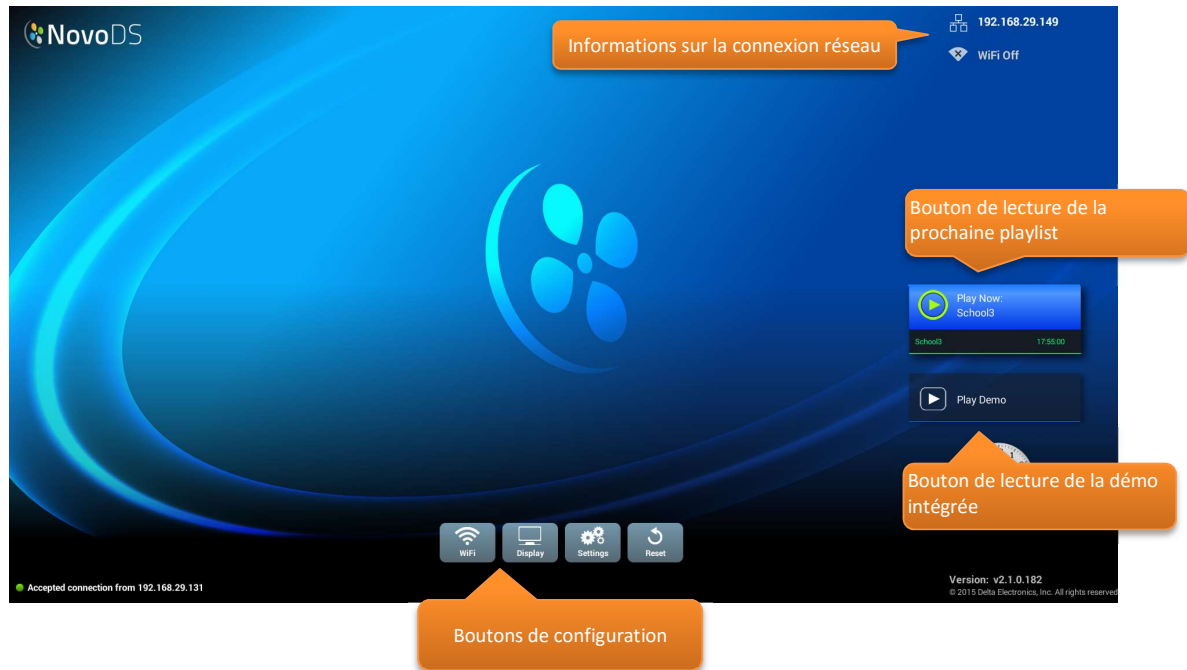 NovoDS
Informations sur la connexion réseau
192.168.29.149
WiFi Off
Bouton de lecture de la
prochaine playlist
Play Now:
School3
School3 17:55:00
Play Demo
Bouton de lecture de la démo
intégrée
WiFi Display Settings Reset
Accepted connection from 192.168.29.131
Version: v2.1.0.182
© 2015 Delta Electronics, Inc. All rights reserved
Boutons de configuration